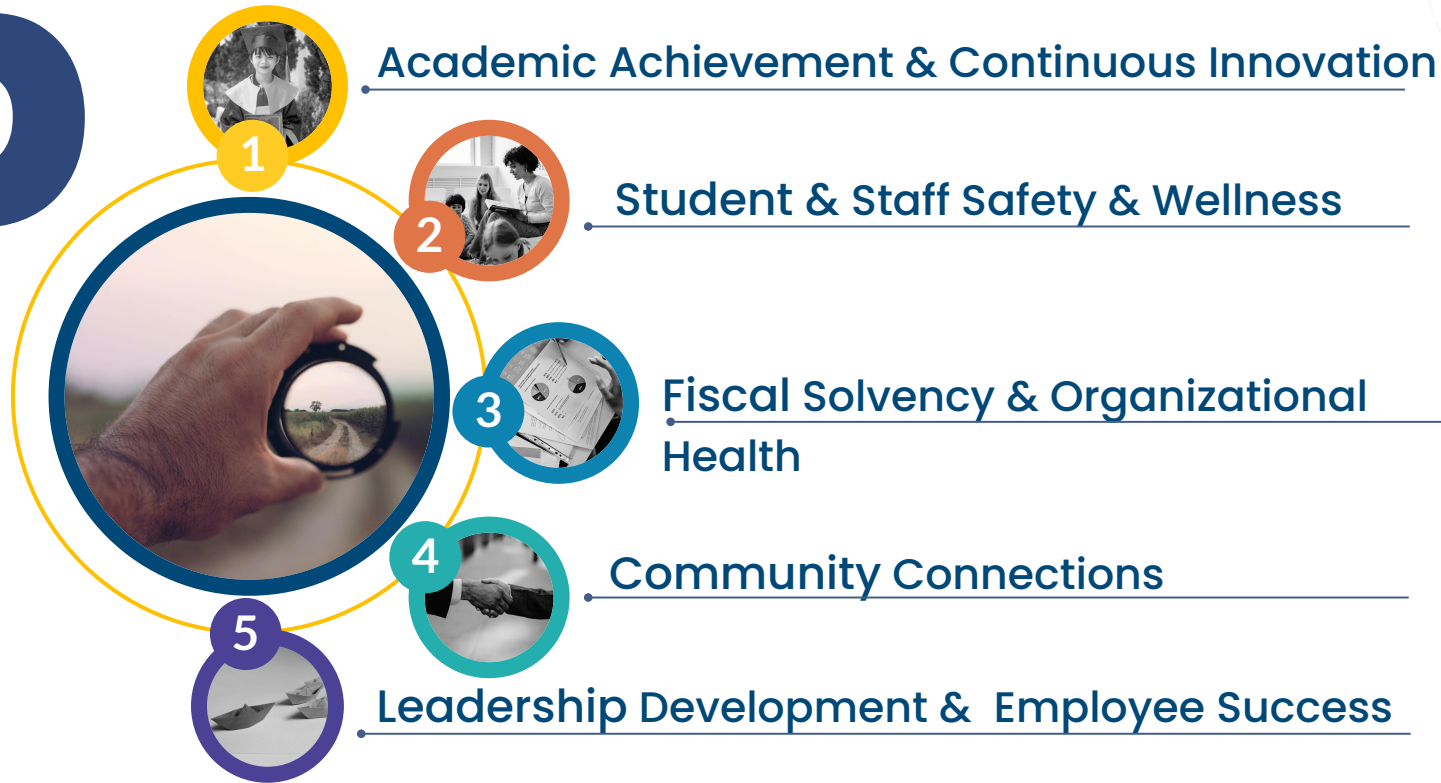 1
Academic Achievement & Continuous Innovation
2
Student & Staff Safety & Wellness
3
Fiscal Solvency & Organizational
Health
4
Community Connections
5
Leadership Development & Employee Success